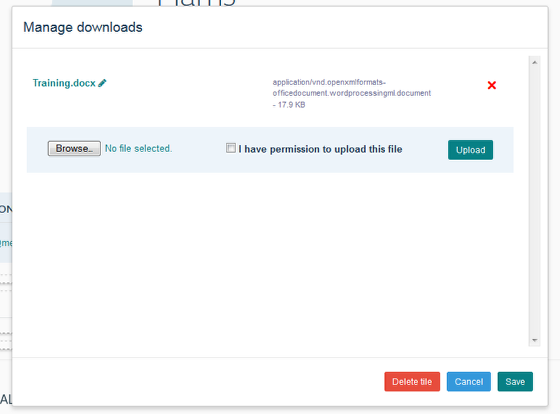 Manage downloads
Training.docx
application/vnd.openxmlformats-
officedocument.wordprocessingml.document
- 17.9 KB
Browse.. No file selected.
I have permission to upload this file
Upload
Delete file
Cancel
Save